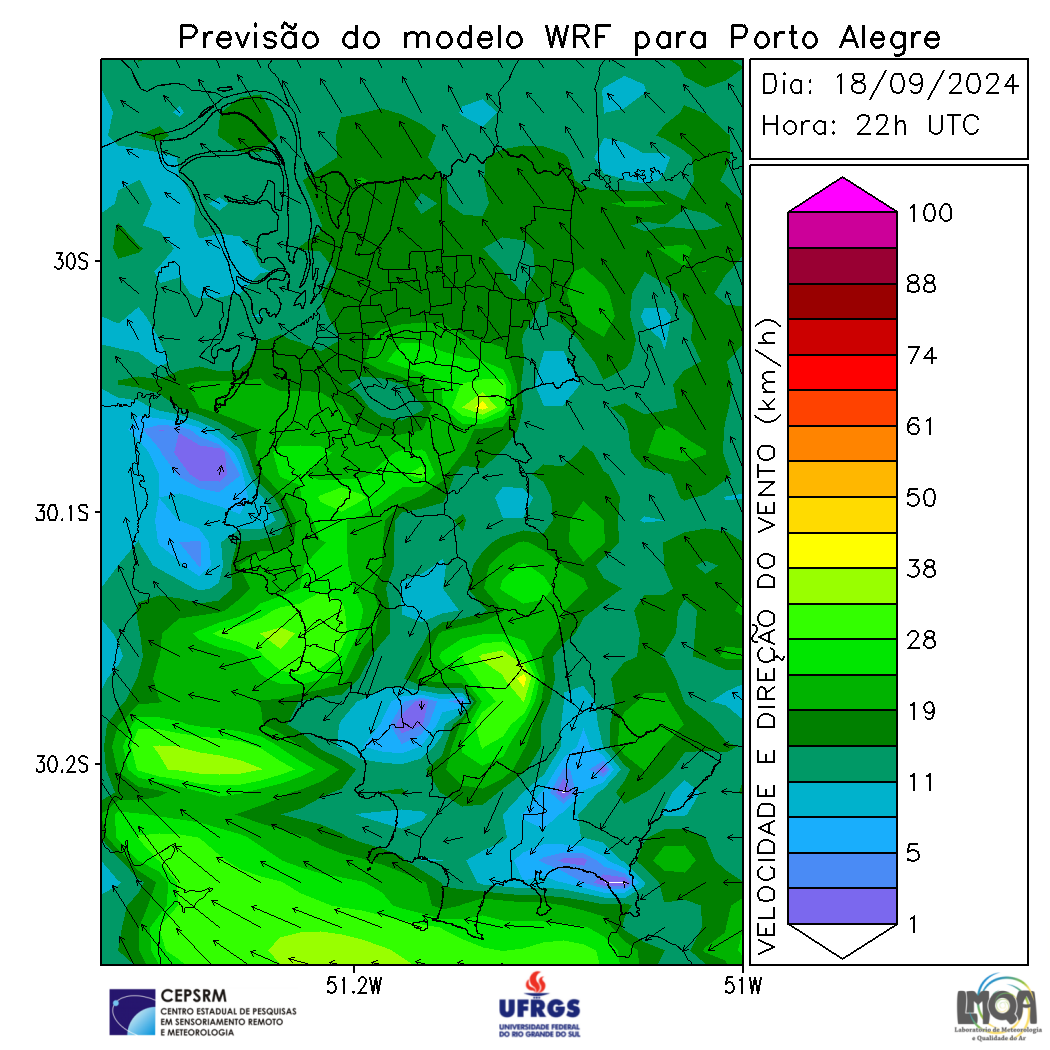 Previsão do modelo WRF para Porto Alegre
Dia: 18/09/2024
Hora: 22h UTC
30S
30.1S
30.2S
51.2W
51W
VELOCIDADE E DIREÇÃO DO VENTO (km/h)
100
88
74
61
50
38
28
19
11
5
1
CEPSRM
CENTRO ESTADUAL DE PESQUISAS
EM SENSORIAMENTO REMOTO
E METEOROLOGIA
UFRGS
UNIVERSIDADE FEDERAL
DO RIO GRANDE DO SUL
LMQA
Laboratório de Meteorologia
e Qualidade do Ar